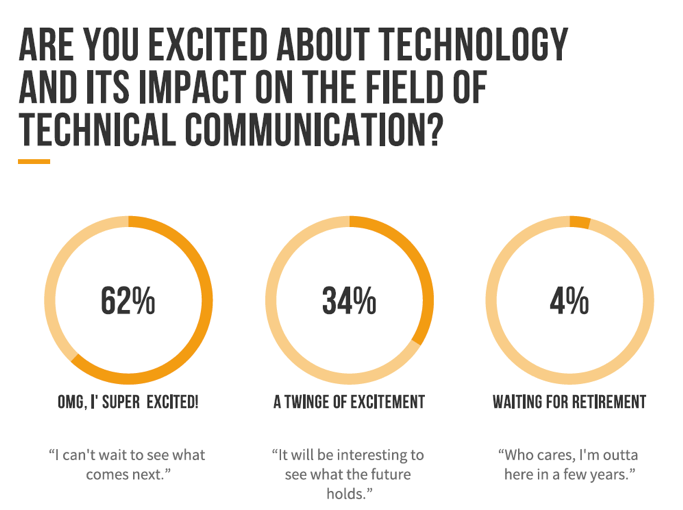 ARE YOU EXCITED ABOUT TECHNOLOGY
AND ITS IMPACT ON THE FIELD OF
TECHNICAL COMMUNICATION?
62%
34%
4%
OMG, I' SUPER EXCITED!
A TWINGE OF EXCITEMENT
WAITING FOR RETIREMENT
“I can't wait to see what
comes next.”
“It will be interesting to
see what the future
holds.”
“Who cares, I'm outta
here in a few years.”